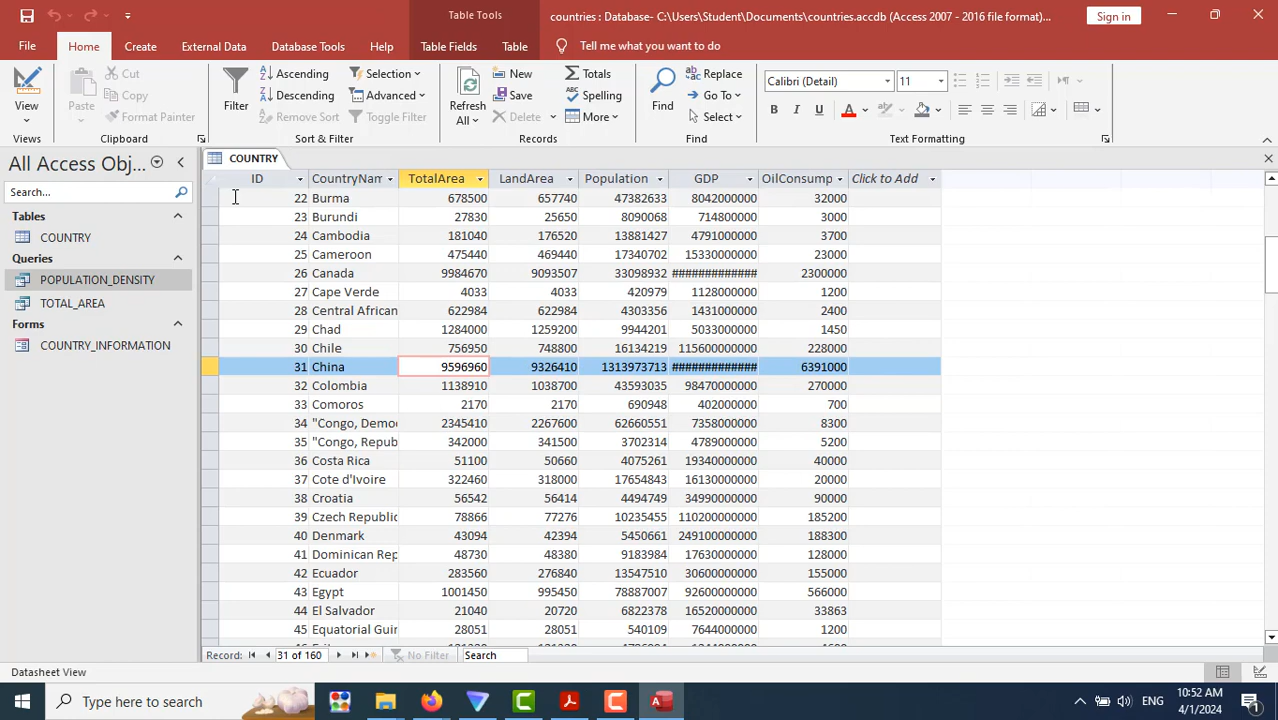 countries : Database- C:\Users\Student\Documents\countries.accdb (Access 2007 - 2016 file format)...
Table Tools
Sign in
File Home Create External Data Database Tools Help Table Fields Table Tell me what you want to do
View
Views
Paste
Cut
Copy
Format Painter
Clipboard
Filter
Ascending
Descending
Remove Sort
Selection
Advanced
Toggle Filter
Sort & Filter
Refresh
All
New
Save
Delete
Totals
Spelling
More
Records
Find
Replace
Go To
Select
Find
Calibri (Detail) 11
B I U A
Text Formatting
All Access Obj...
Search...
Tables
COUNTRY
Queries
POPULATION_DENSITY
TOTAL_AREA
Forms
COUNTRY_INFORMATION
COUNTRY
ID CountryNam TotalArea LandArea Population GDP OilConsump Click to Add
22 Burma 678500 657740 47382633 8042000000 32000
23 Burundi 27830 25650 8090068 714800000 3000
24 Cambodia 181040 176520 13881427 4791000000 3700
25 Cameroon 475440 469440 17340702 15330000000 23000
26 Canada 9984670 9093507 33098932 ############# 2300000
27 Cape Verde 4033 4033 420979 1128000000 1200
28 Central African 622984 622984 4303356 1431000000 2400
29 Chad 1284000 1259200 9944201 5033000000 1450
30 Chile 756950 748800 16134219 115600000000 228000
31 China 9596960 9326410 1313973713 ############# 6391000
32 Colombia 1138910 1038700 43593035 98470000000 270000
33 Comoros 2170 2170 690948 402000000 700
34 "Congo, Demo 2345410 2267600 62660551 7358000000 8300
35 "Congo, Repub 342000 341500 3702314 4789000000 5200
36 Costa Rica 51100 50660 4075261 19340000000 40000
37 Cote d'Ivoire 322460 318000 17654843 16130000000 20000
38 Croatia 56542 56414 4494749 34990000000 90000
39 Czech Republic 78866 77276 10235455 110200000000 185200
40 Denmark 43094 42394 5450661 249100000000 188300
41 Dominican Rep 48730 48380 9183984 17630000000 128000
42 Ecuador 283560 276840 13547510 30600000000 155000
43 Egypt 1001450 995450 78887007 92600000000 566000
44 El Salvador 21040 20720 6822378 16520000000 33863
45 Equatorial Guin 28051 28051 540109 7644000000 1200
Record: 31 of 160 No Filter Search
Datasheet View
Type here to search
ENG
10:52 AM
4/1/2024
1